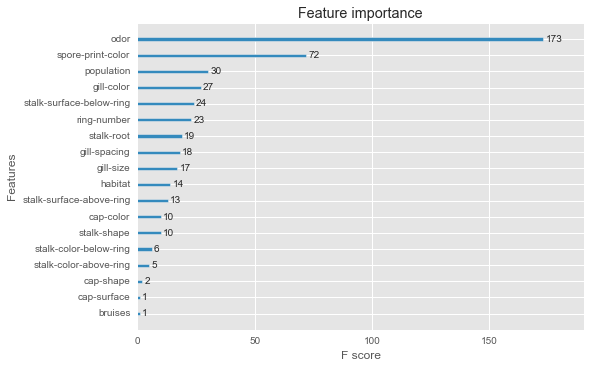 Feature importance
odor 173
spore-print-color 72
population 30
gill-color 27
stalk-surface-below-ring 24
ring-number 23
stalk-root 19
gill-spacing 18
gill-size 17
habitat 14
stalk-surface-above-ring 13
cap-color 10
stalk-shape 10
stalk-color-below-ring 6
stalk-color-above-ring 5
cap-shape 2
cap-surface 1
bruises 1
Features
0 50 100 150
F score